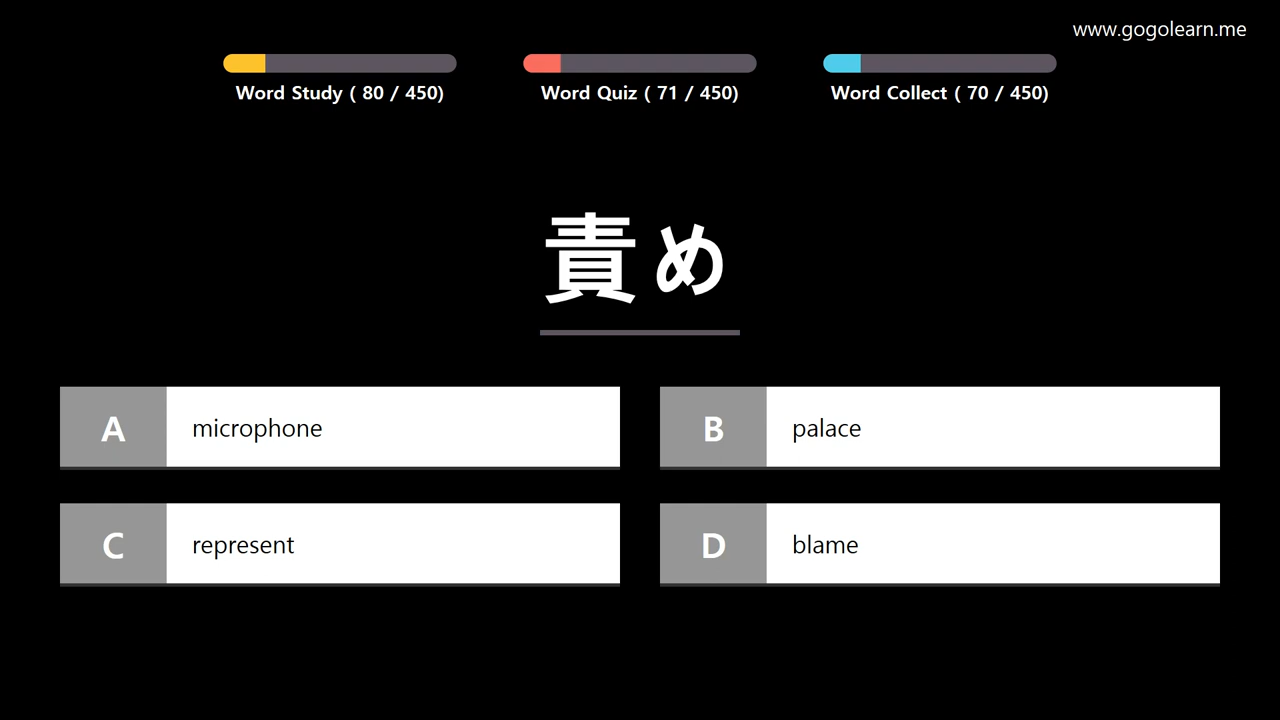 www.gogolearn.me
Word Study ( 80 / 450)
Word Quiz ( 71 / 450)
Word Collect ( 70 / 450)
責め
A microphone
B palace
C represent
D blame